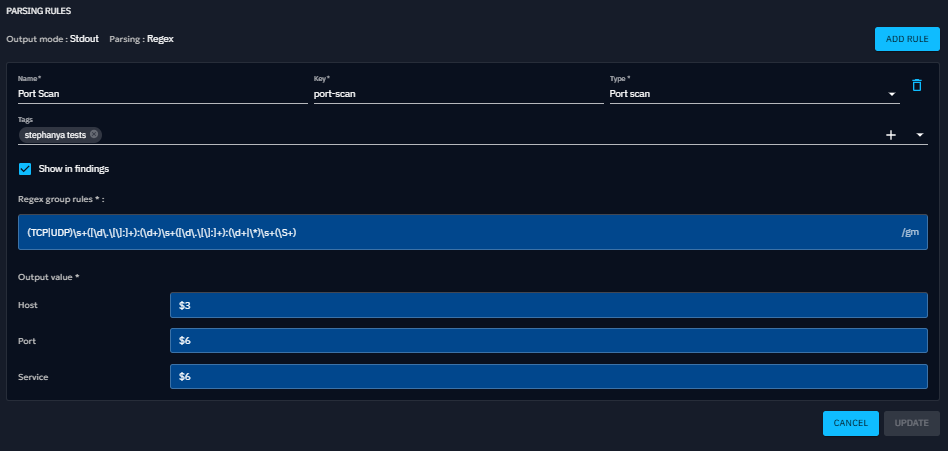 PARSING RULES
Output mode : Stdout Parsing : Regex
ADD RULE
Name *
Port Scan
Key *
port-scan
Type *
Port scan
Tags
stephanya tests
Show in findings
Regex group rules * :
(TCP|UDP)\s+([\d\.\[\]:]+):(\d+)\s+([\d\.\[\]:]+):(\d+|\*)\s+(\S+)
/gm
Output value *
Host
$3
Port
$6
Service
$6
CANCEL
UPDATE